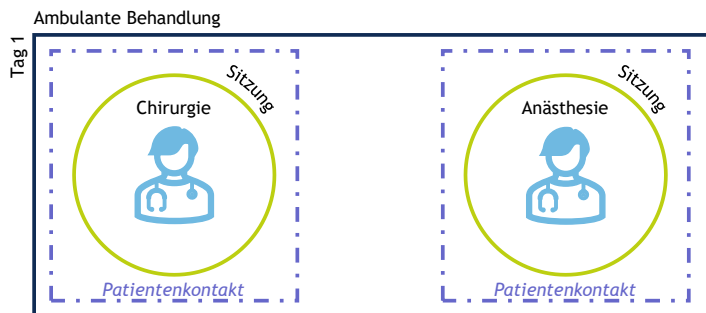 Ambulante Behandlung
Tag 1
Sitzung
Chirurgie
Patientenkontakt
Sitzung
Anästhesie
Patientenkontakt